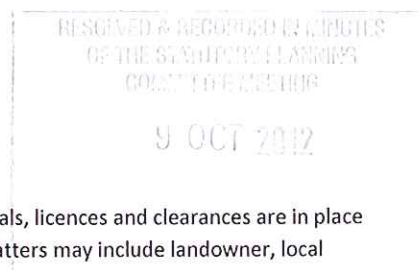 RESOLVED & RECORDED IN MINUTES
OF THE STATUTORY PLANNING
COMMITTEE MEETING
9 OCT 2012
als, licences and clearances are in place
atters may include landowner, local